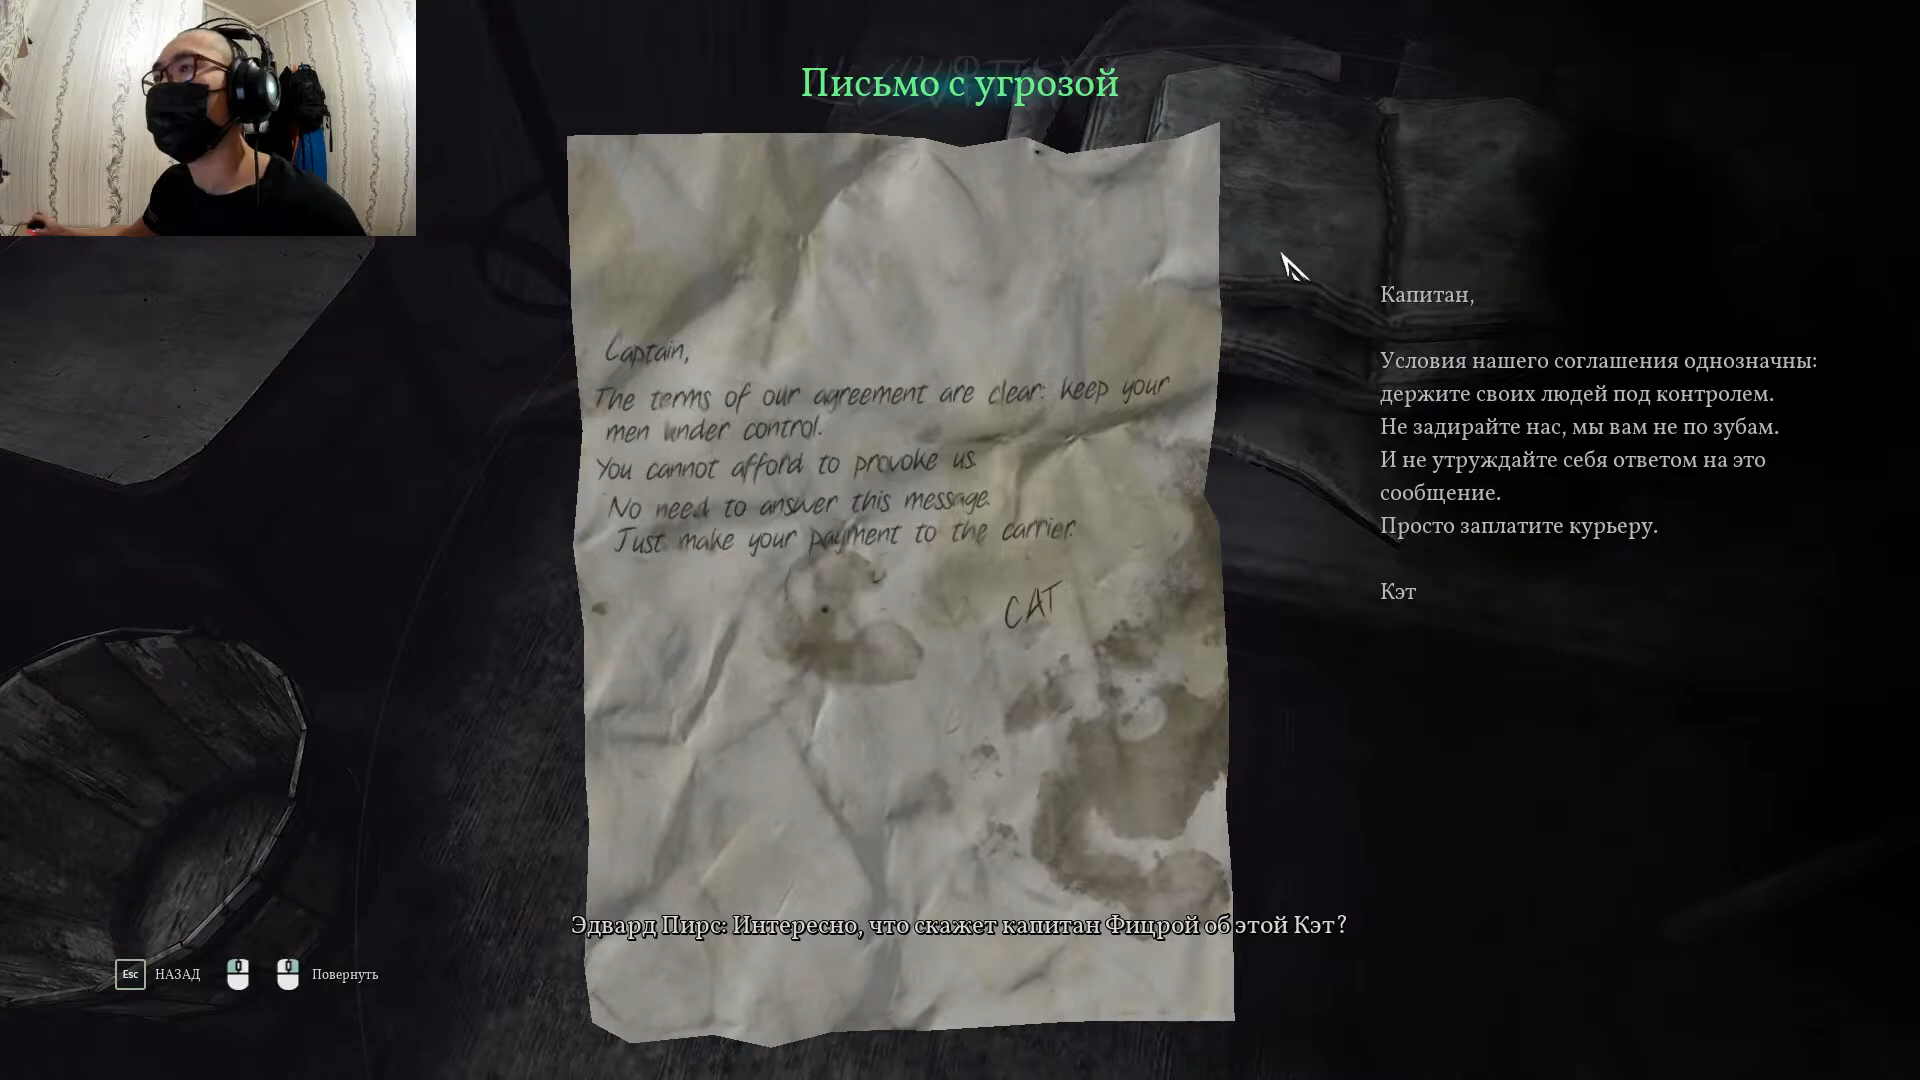 Письмо с угрозой
Captain,
The terms of our agreement are clear: keep your
men under control.
You cannot afford to provoke us.
No need to answer this message.
Just make your payment to the carrier.
CAT
Капитан,
Условия нашего соглашения однозначны:
держите своих людей под контролем.
Не задирайте нас, мы вам не по зубам.
И не утруждайте себя ответом на это
сообщение.
Просто заплатите курьеру.
Кэт
Эдвард Пирс: Интересно, что скажет капитан Фицрой об этой Кэт?
Esc НАЗАД Повернуть